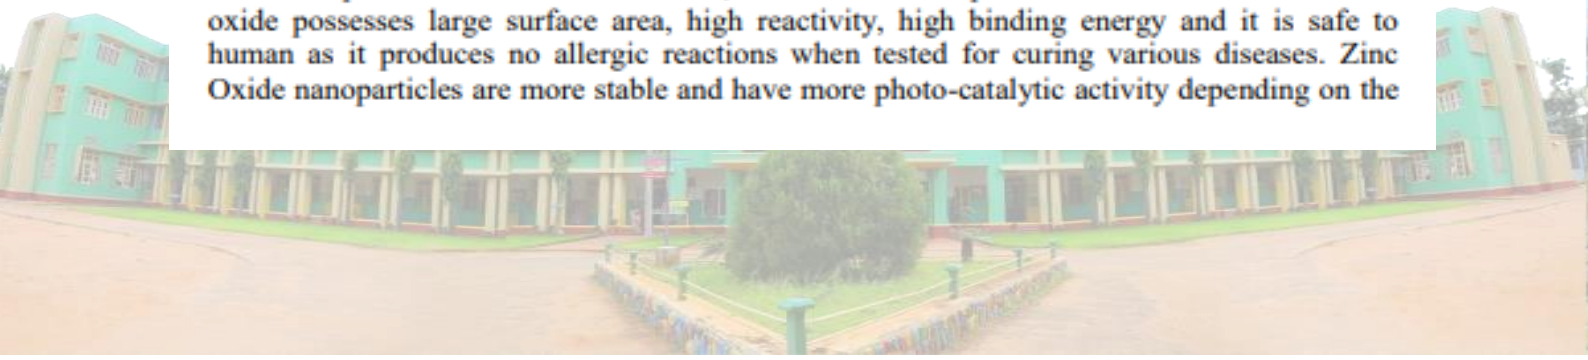 oxide possesses large surface area, high reactivity, high binding energy and it is safe to
human as it produces no allergic reactions when tested for curing various diseases. Zinc
Oxide nanoparticles are more stable and have more photo-catalytic activity depending on the